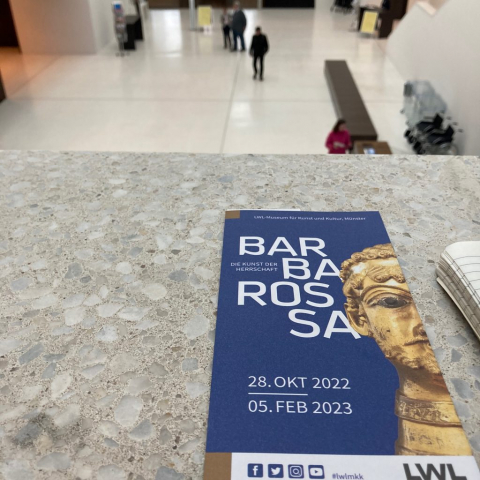 LWL-Museum für Kunst und Kultur, Münster
BAR
BA
ROS
SA
DIE KUNST DER
HERRSCHAFT
28. OKT 2022
05. FEB 2023
#lwlmkk
LWL